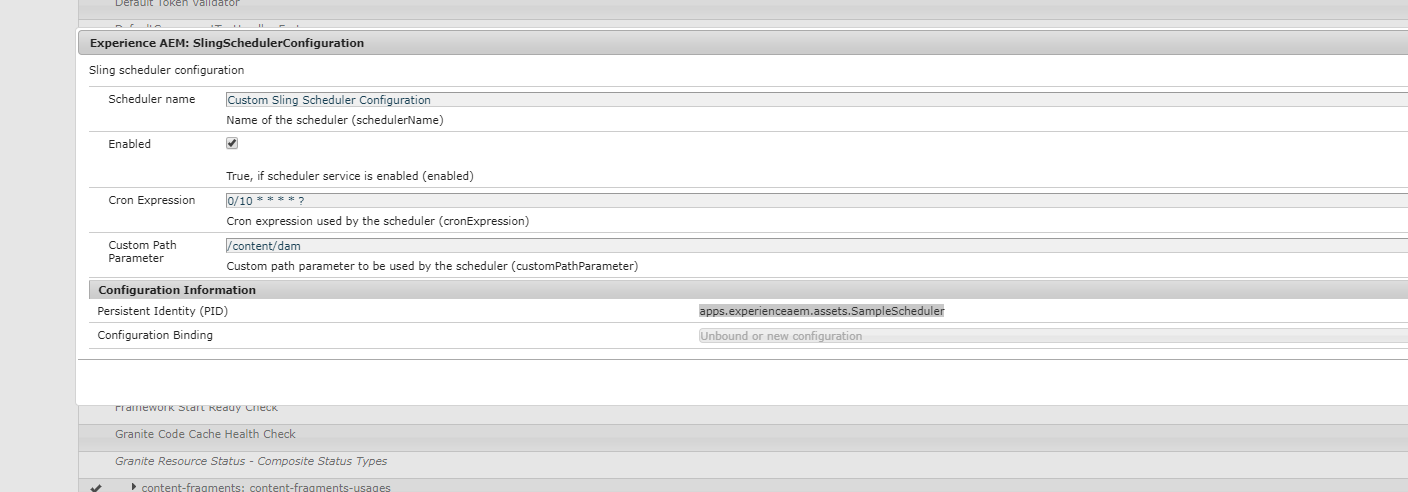 Default Token Validator
Experience AEM: SlingSchedulerConfiguration
Sling scheduler configuration
Scheduler name
Custom Sling Scheduler Configuration
Name of the scheduler (schedulerName)
Enabled
True, if scheduler service is enabled (enabled)
Cron Expression
0/10 * * * * ?
Cron expression used by the scheduler (cronExpression)
Custom Path
Parameter
/content/dam
Custom path parameter to be used by the scheduler (customPathParameter)
Configuration Information
Persistent Identity (PID)
apps.experienceaem.assets.SampleScheduler
Configuration Binding
Unbound or new configuration
Framework Start Ready Check
Granite Code Cache Health Check
Granite Resource Status - Composite Status Types
content-fragments: content-fragments-usages